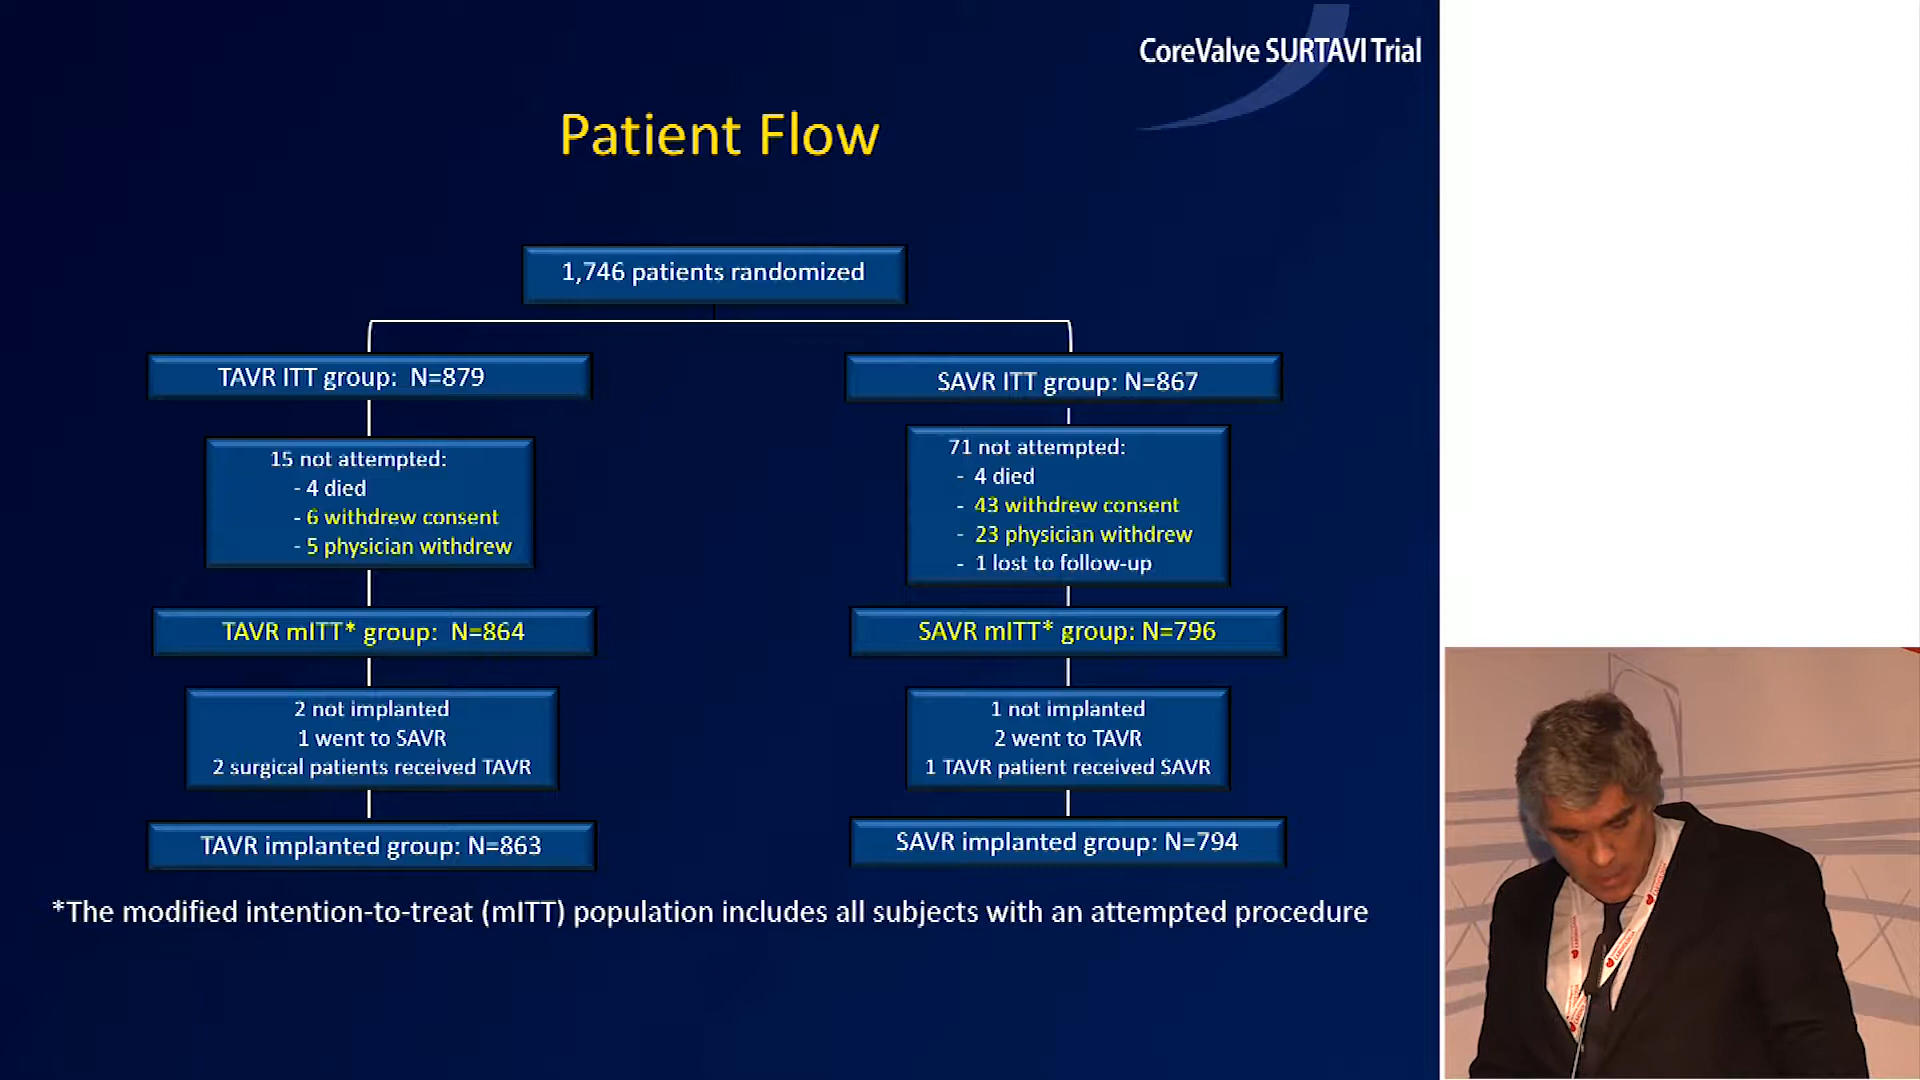 CoreValve SURTAVI Trial
Patient Flow
1,746 patients randomized
TAVR ITT group: N=879
15 not attempted:
- 4 died
- 6 withdrew consent
- 5 physician withdrew
TAVR mITT* group: N=864
2 not implanted
1 went to SAVR
2 surgical patients received TAVR
TAVR implanted group: N=863
SAVR ITT group: N=867
71 not attempted:
- 4 died
- 43 withdrew consent
- 23 physician withdrew
- 1 lost to follow-up
SAVR mITT* group: N=796
1 not implanted
2 went to TAVR
1 TAVR patient received SAVR
SAVR implanted group: N=794
*The modified intention-to-treat (mITT) population includes all subjects with an attempted procedure